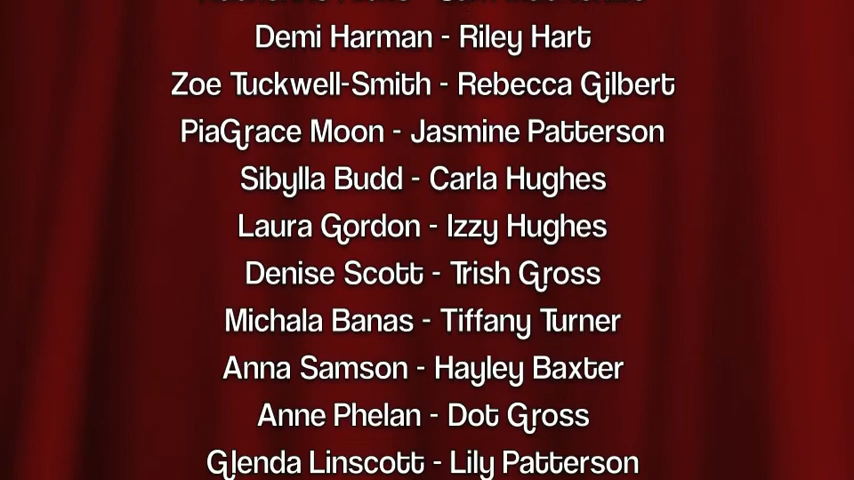 Demi Harman - Riley Hart
Zoe Tuckwell-Smith - Rebecca Gilbert
PiaGrace Moon - Jasmine Patterson
Sibylla Budd - Carla Hughes
Laura Gordon - Izzy Hughes
Denise Scott - Trish Gross
Michala Banas - Tiffany Turner
Anna Samson - Hayley Baxter
Anne Phelan - Dot Gross
Glenda Linscott - Lily Patterson